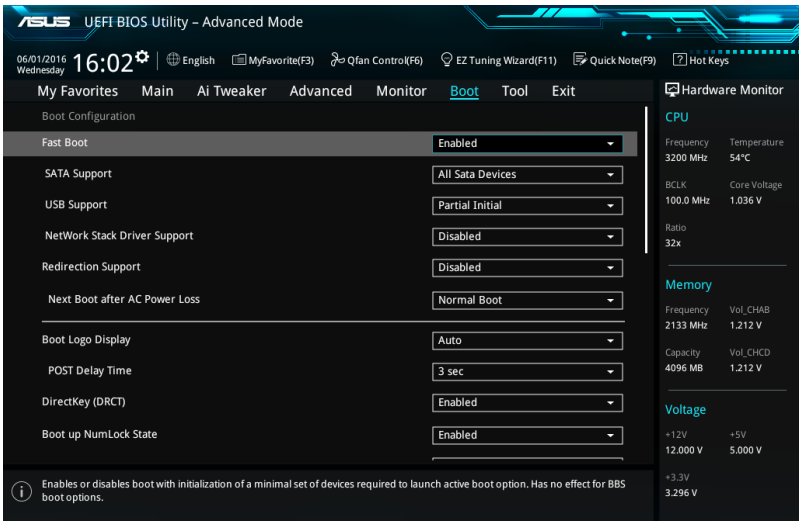 ASUS UEFI BIOS Utility – Advanced Mode
06/01/2016
Wednesday
16:02
English
MyFavorite(F3)
Qfan Control(F6)
EZ Tuning Wizard(F11)
Quick Note(F9)
? Hot Keys
My Favorites Main Ai Tweaker Advanced Monitor Boot Tool Exit
Boot Configuration
Fast Boot Enabled
SATA Support All Sata Devices
USB Support Partial Initial
NetWork Stack Driver Support Disabled
Redirection Support Disabled
Next Boot after AC Power Loss Normal Boot
Boot Logo Display Auto
POST Delay Time 3 sec
DirectKey (DRCT) Enabled
Boot up NumLock State Enabled
Enables or disables boot with initialization of a minimal set of devices required to launch active boot option. Has no effect for BBS
boot options.
Hardware Monitor
CPU
Frequency Temperature
3200 MHz 54°C
BCLK Core Voltage
100.0 MHz 1.036 V
Ratio
32x
Memory
Frequency Vol_CHAB
2133 MHz 1.212 V
Capacity Vol_CHCD
4096 MB 1.212 V
Voltage
+12V +5V
12.000 V 5.000 V
+3.3V
3.296 V